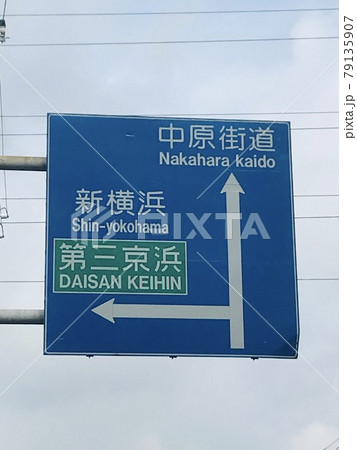 中原街道
Nakahara kaido
新横浜
Shin-yokohama
第三京浜
DAISAN KEIHIN
PIXTA
pixta.jp - 79135907